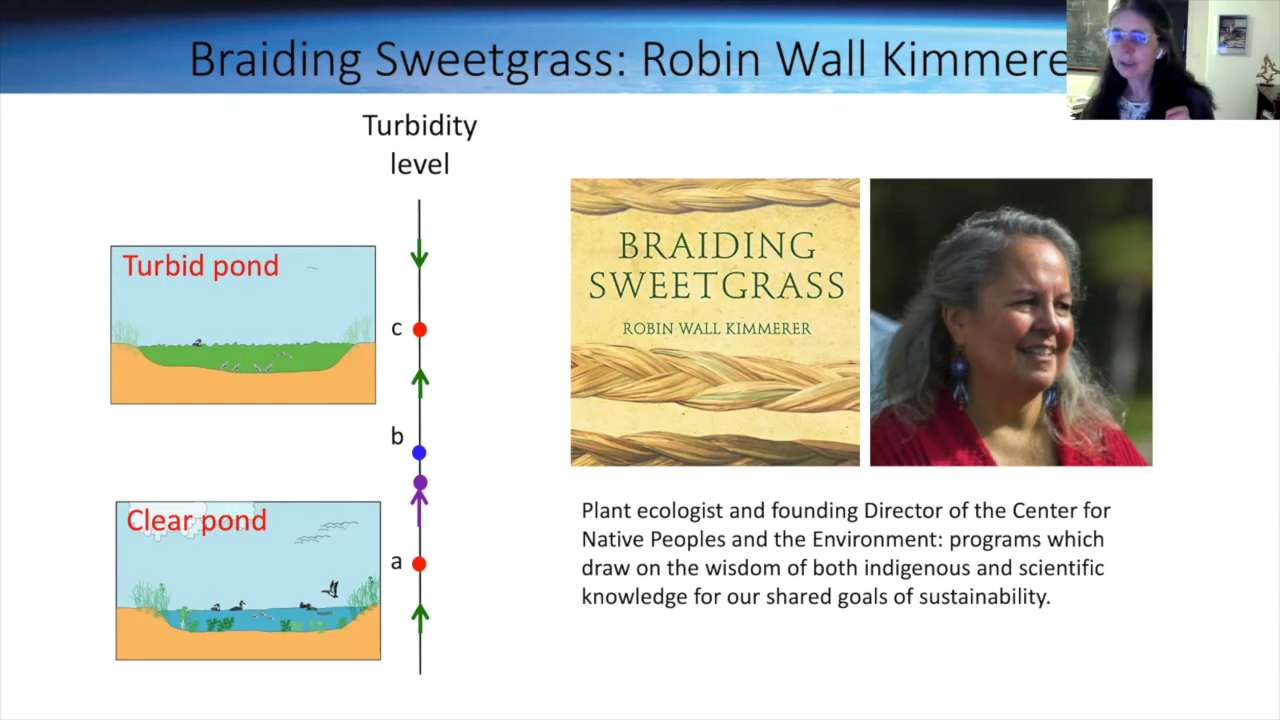 Braiding Sweetgrass: Robin Wall Kimmere
Turbidity
level
Turbid pond
c
b
Clear pond
a
BRAIDING
SWEETGRASS
ROBIN WALL KIMMERER
Plant ecologist and founding Director of the Center for
Native Peoples and the Environment: programs which
draw on the wisdom of both indigenous and scientific
knowledge for our shared goals of sustainability.